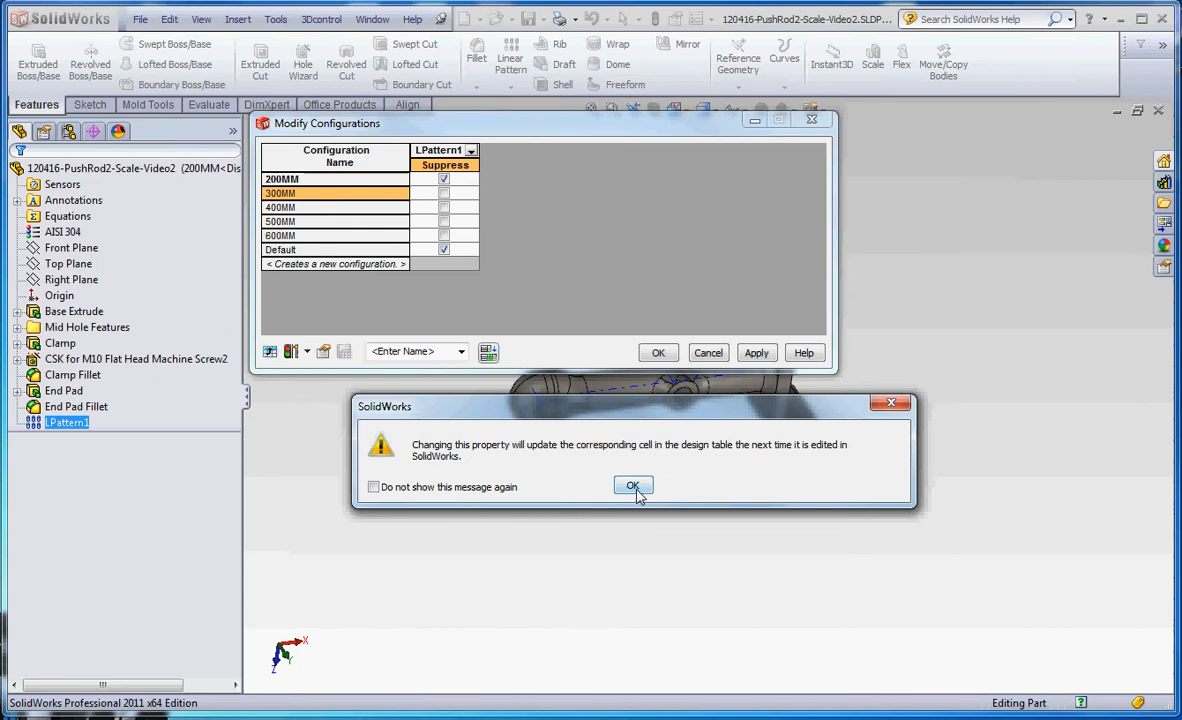 SolidWorks File Edit View Insert Tools 3Dcontrol Window Help 120416-PushRod2-Scale-Video2.SLDP... Search SolidWorks Help
Extruded Boss/Base
Revolved Boss/Base
Swept Boss/Base
Lofted Boss/Base
Boundary Boss/Base
Extruded Cut
Hole Wizard
Revolved Cut
Swept Cut
Lofted Cut
Boundary Cut
Fillet
Linear Pattern
Rib
Draft
Shell
Wrap
Dome
Freeform
Mirror
Reference Geometry
Curves
Instant3D
Scale
Flex
Move/Copy Bodies
Features Sketch Mold Tools Evaluate DimXpert Office Products Align
120416-PushRod2-Scale-Video2 (200MM<Dis
Sensors
Annotations
Equations
AISI 304
Front Plane
Top Plane
Right Plane
Origin
Base Extrude
Mid Hole Features
Clamp
CSK for M10 Flat Head Machine Screw2
Clamp Fillet
End Pad
End Pad Fillet
LPattern1
Modify Configurations
Configuration Name
LPattern1
Suppress
200MM
300MM
400MM
500MM
600MM
Default
< Creates a new configuration. >
<Enter Name>
OK Cancel Apply Help
SolidWorks
Changing this property will update the corresponding cell in the design table the next time it is edited in
SolidWorks.
Do not show this message again
OK
X
Y
Z
SolidWorks Professional 2011 x64 Edition
Editing Part